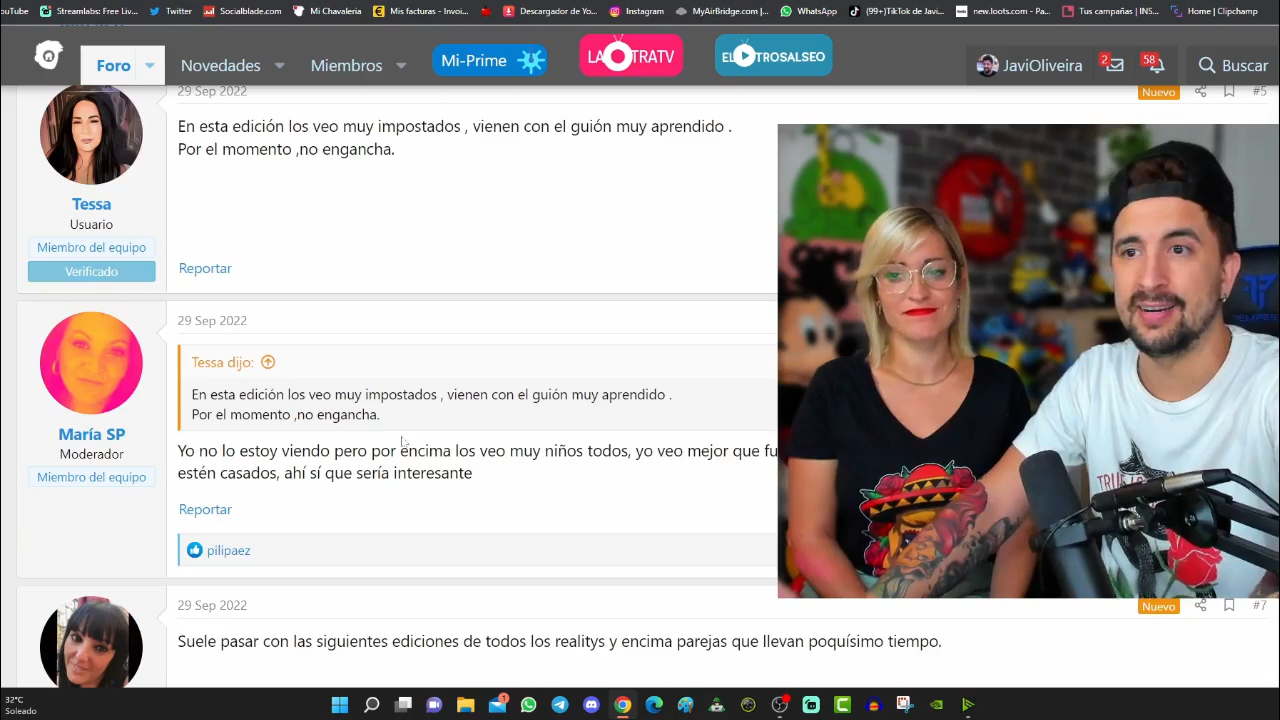 ouTube
Streamlabs: Free Liv...
Twitter
Socialblade.com
Mi Chavaleria
Mis facturas - Invoi...
Descargador de Yo...
Instagram
MyAirBridge.com |...
WhatsApp
(99+)TikTok de Javi...
new.loots.com - Pa...
Tus campañas | INS...
Home | Clipchamp
Foro
Novedades
Miembros
Mi-Prime
LA OTRATV
ELECTROSALSEO
JaviOliveira
2
58
Buscar
29 Sep 2022
Nuevo
#5
En esta edición los veo muy impostados , vienen con el guión muy aprendido .
Por el momento ,no engancha.
Tessa
Usuario
Miembro del equipo
Verificado
Reportar
29 Sep 2022
Tessa dijo:
En esta edición los veo muy impostados , vienen con el guión muy aprendido .
Por el momento ,no engancha.
María SP
Moderador
Miembro del equipo
Yo no lo estoy viendo pero por encima los veo muy niños todos, yo veo mejor que fu
estén casados, ahí sí que sería interesante
Reportar
pilipaez
29 Sep 2022
Nuevo
#7
Suele pasar con las siguientes ediciones de todos los realitys y encima parejas que llevan poquísimo tiempo.
32°C
Soleado
1